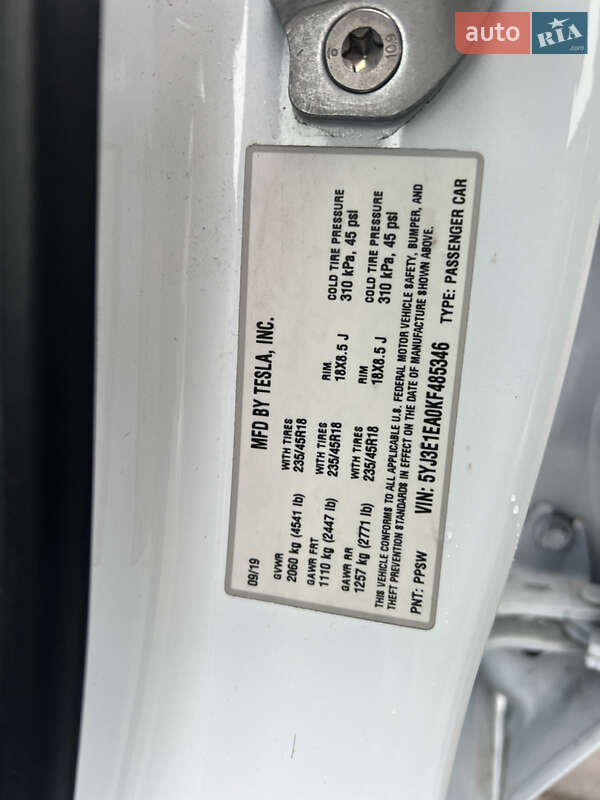 auto RIA .com
109
MFD BY TESLA, INC.
09/19
GVWR WITH TIRES
2060 kg (4541 lb) 235/45R18
GAWR FRT WITH TIRES RIM COLD TIRE PRESSURE
1110 kg (2447 lb) 235/45R18 18X8.5 J 310 kPa, 45 psi
GAWR RR WITH TIRES RIM COLD TIRE PRESSURE
1257 kg (2771 lb) 235/45R18 18X8.5 J 310 kPa, 45 psi
THIS VEHICLE CONFORMS TO ALL APPLICABLE U.S. FEDERAL MOTOR VEHICLE SAFETY, BUMPER, AND
THEFT PREVENTION STANDARDS IN EFFECT ON THE DATE OF MANUFACTURE SHOWN ABOVE.
PNT: PPSW VIN: 5YJ3E1EA0KF485346 TYPE: PASSENGER CAR